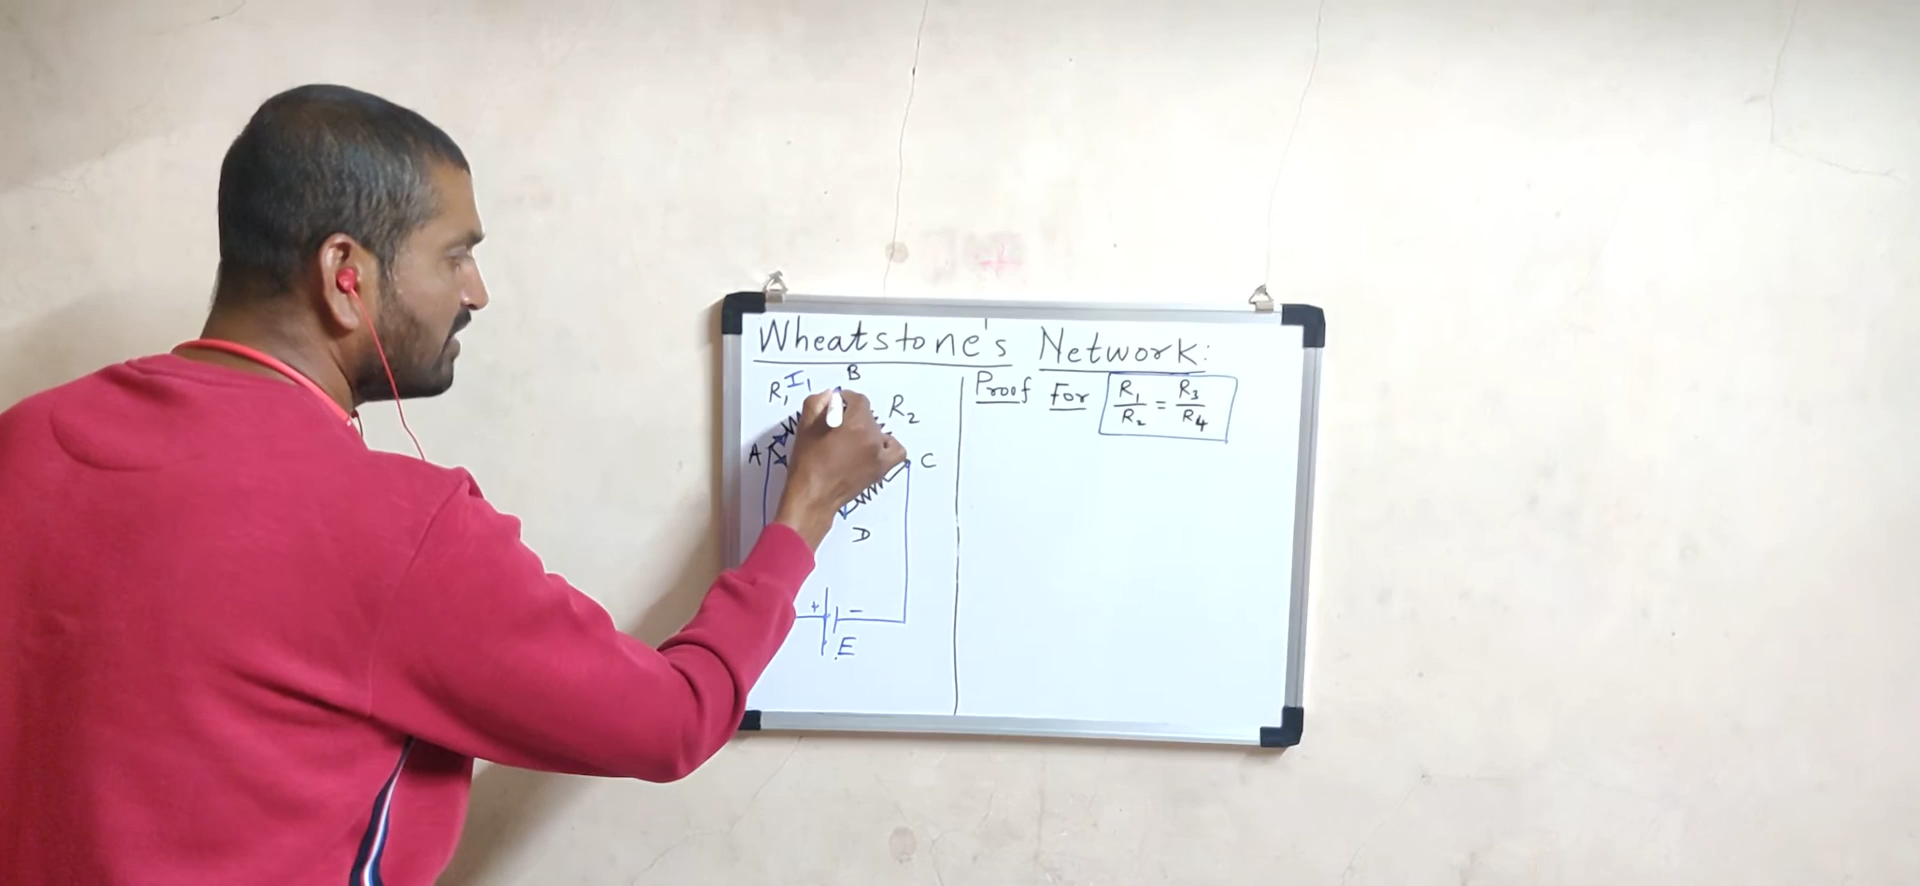 Wheatstone's Network:
Proof For R₁/R₂ = R₃/R₄
R₁ I₁ B
R₂
A
C
D
+ −
E